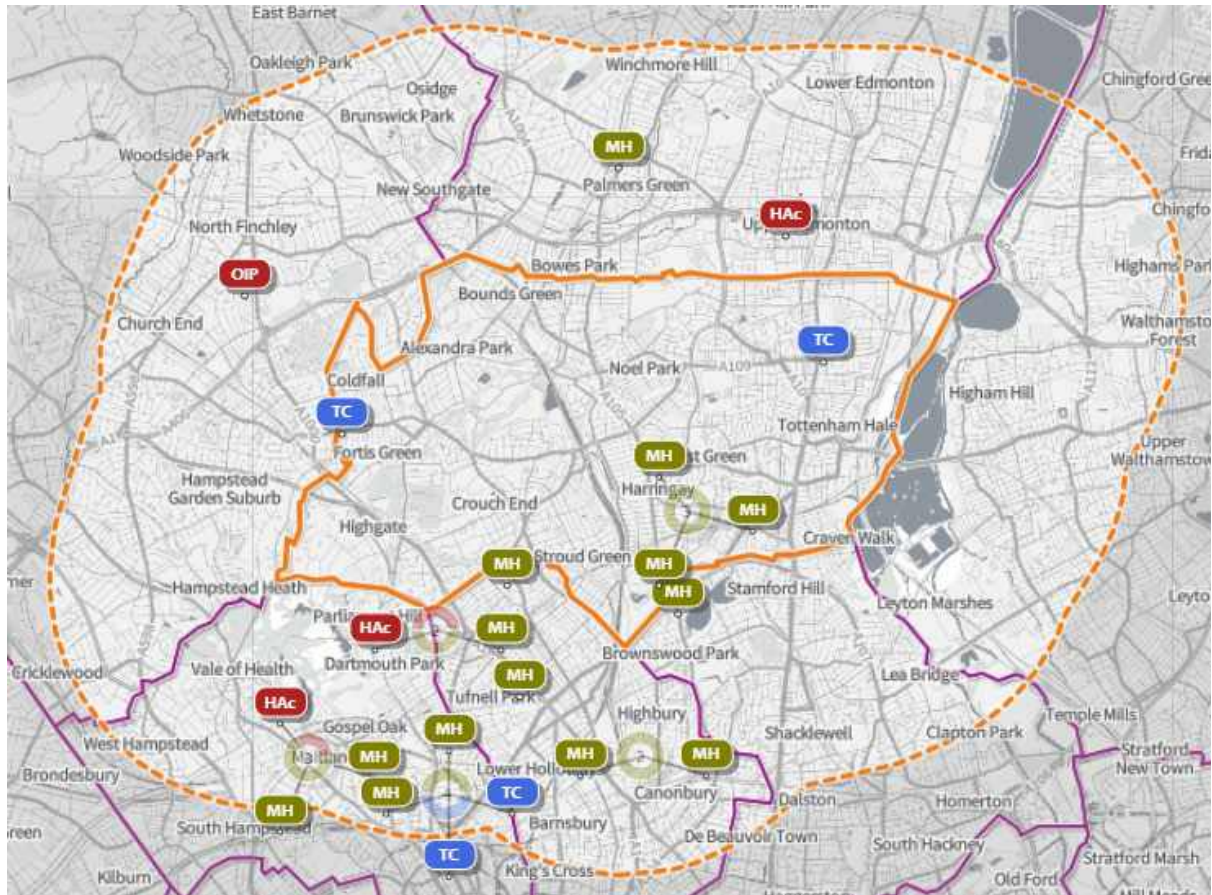 East Barnet
Oakleigh Park
Winchmore Hill
Lower Edmonton
Chingford Gree
Osidge
Whetstone
Brunswick Park
Woodside Park
MH
Palmers Green
New Southgate
HAc
North Finchley
OIP
Bowes Park
Highams Park
Bounds Green
Church End
Walthamsto
Forest
TC
Alexandra Park
Noel Park
A109
Coldfall
Higham Hill
TC
Tottenham Hale
Fortis Green
Upper
Walthamstow
MH
st Green
Hampstead
Garden Suburb
Harringay
Crouch End
3
MH
Highgate
Craven Walk
MH
Stroud Green
MH
Hampstead Heath
MH
Stamford Hill
Leyton Marshes
HAc
MH
Dartmouth Park
Brownswood Park
Vale of Health
Cricklewood
MH
Tufnell Park
Lea Bridge
HAc
Highbury
Temple Mills
Gospel Oak
MH
Shacklewell
Clapton Park
West Hampstead
MH
MH
2
MH
Stratford
New Town
Brondesbury
MH
TC
Canonbury
Dalston
Homerton
MH
South Hampstead
Barnsbury
De Beauvoir Town
South Hackney
TC
Stratford Marsh
Kilburn
King's Cross
Old Ford